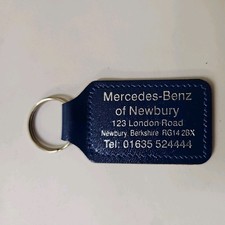 Mercedes-Benz
of Newbury
123 London Road
Newbury, Berkshire RG14 2BX
Tel: 01635 524444